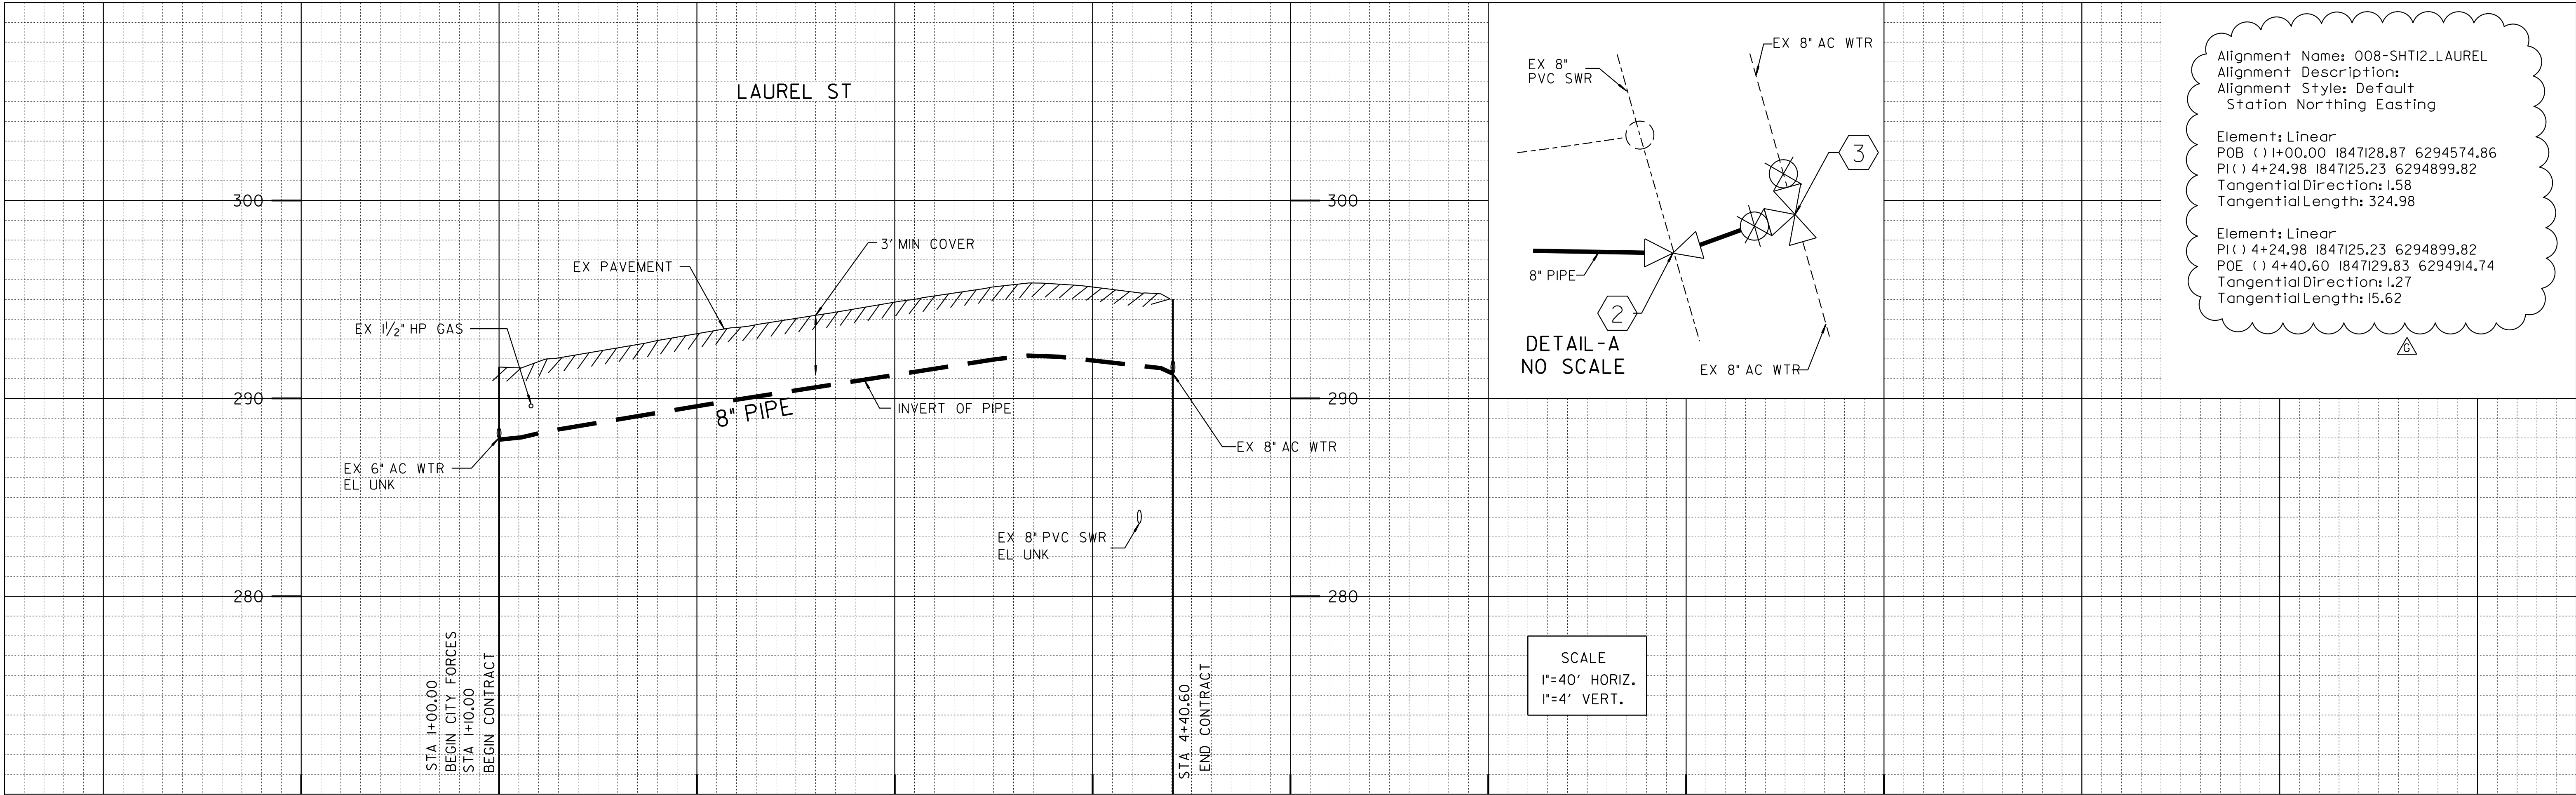 LAUREL ST
300
300
3' MIN COVER
EX PAVEMENT
EX 1 1/2" HP GAS
290
290
8" PIPE
INVERT OF PIPE
EX 6" AC WTR
EL UNK
EX 8" AC WTR
EX 8" PVC SWR
EL UNK
280
280
STA 1+00.00
BEGIN CITY FORCES
STA 1+10.00
BEGIN CONTRACT
STA 4+40.60
END CONTRACT
EX 8"
PVC SWR
EX 8" AC WTR
3
8" PIPE
2
DETAIL-A
NO SCALE
EX 8" AC WTR
SCALE
1"=40' HORIZ.
1"=4' VERT.
Alignment Name: 008-SHT12_LAUREL
Alignment Description:
Alignment Style: Default
Station Northing Easting
Element: Linear
POB () 1+00.00 1847128.87 6294574.86
PI () 4+24.98 1847125.23 6294899.82
Tangential Direction: 1.58
Tangential Length: 324.98
Element: Linear
PI () 4+24.98 1847125.23 6294899.82
POE () 4+40.60 1847129.83 6294914.74
Tangential Direction: 1.27
Tangential Length: 15.62
G